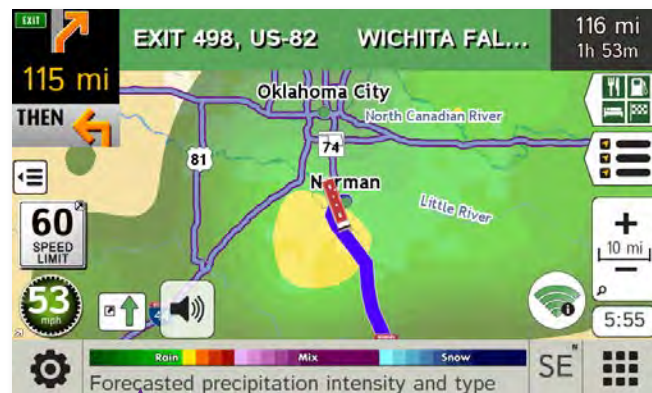 EXIT
EXIT 498, US-82 WICHITA FAL...
116 mi
1h 53m
115 mi
THEN
Oklahoma City
North Canadian River
74
81
Norman
Little River
60
SPEED
LIMIT
53
mph
+
10 mi
5:55
Rain Mix Snow
SE
N
Forecasted precipitation intensity and type